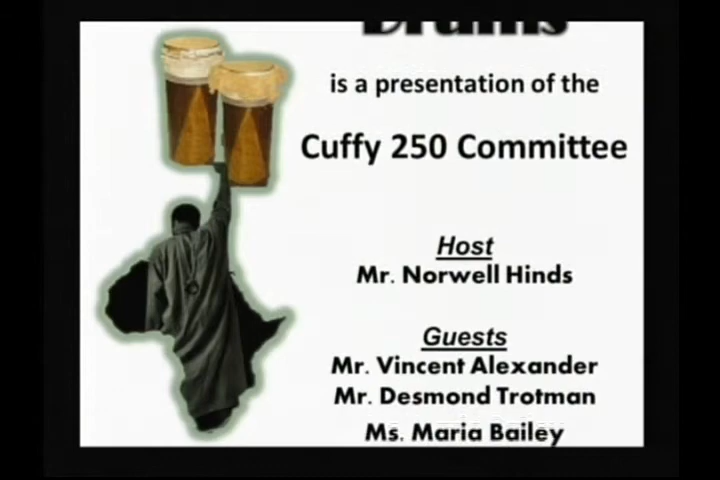 Drums
is a presentation of the
Cuffy 250 Committee
Host
Mr. Norwell Hinds
Guests
Mr. Vincent Alexander
Mr. Desmond Trotman
Ms. Maria Bailey